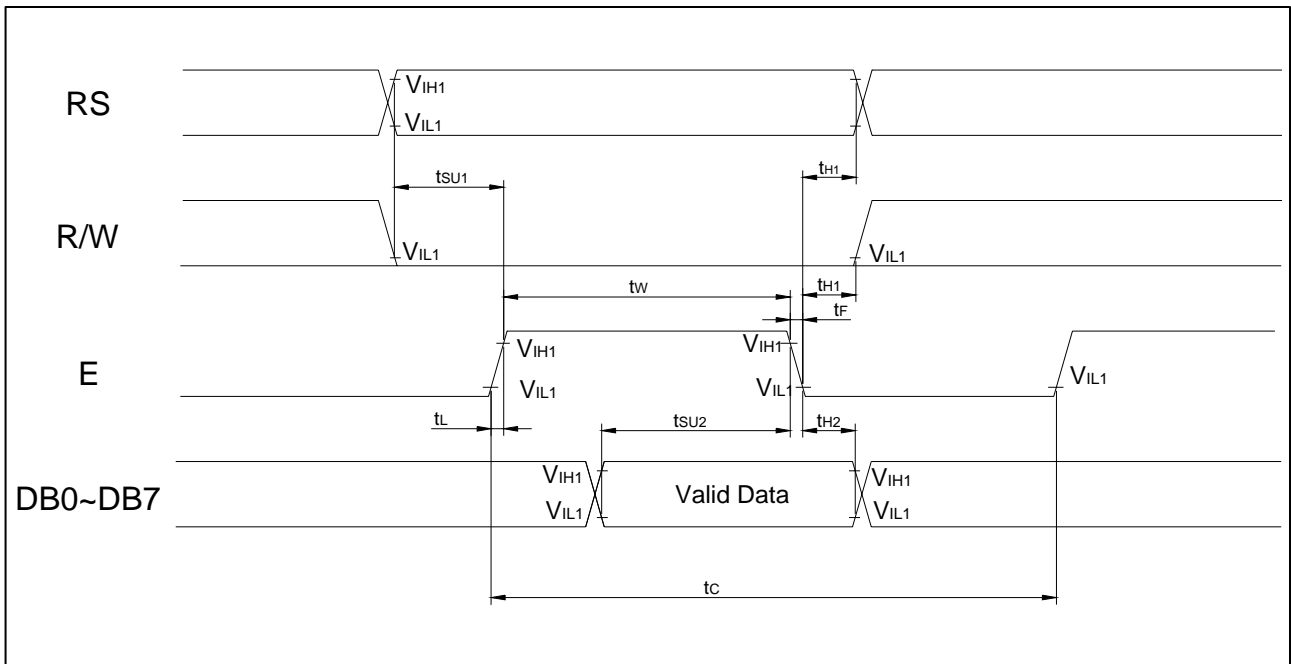 RS
VIH1
VIL1
tSU1
tH1
R/W
VIL1
VIL1
tW
tH1
tF
E
VIH1
VIH1
VIL1
VIL1
VIL1
tL
tSU2
tH2
DB0~DB7
VIH1
VIL1
Valid Data
VIH1
VIL1
tC